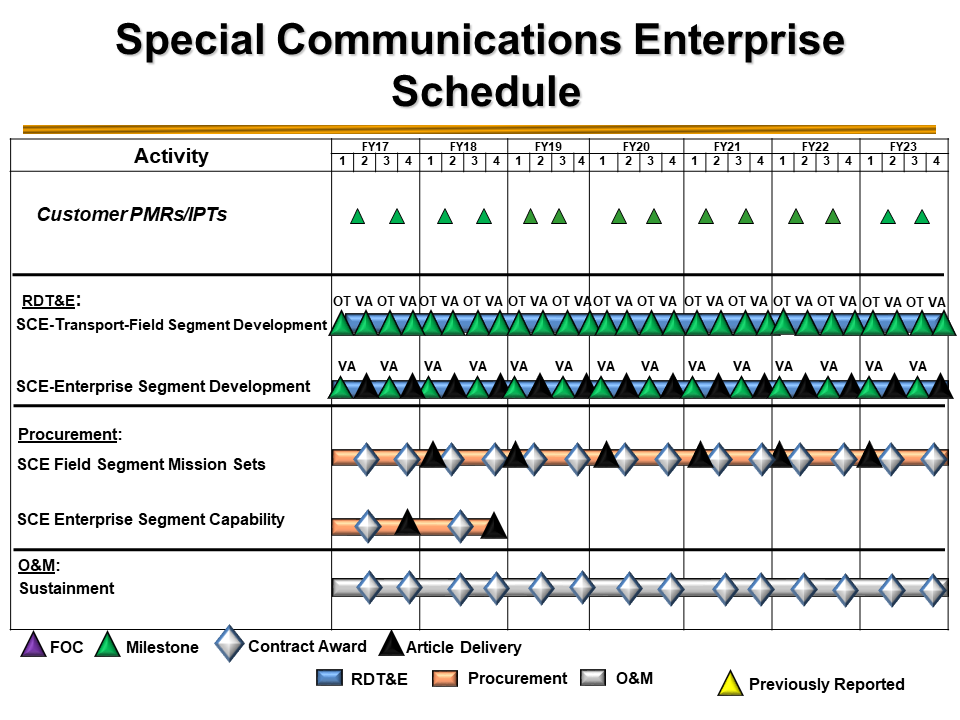 Special Communications Enterprise
Schedule
Activity
FY17 FY18 FY19 FY20 FY21 FY22 FY23
1 2 3 4 1 2 3 4 1 2 3 4 1 2 3 4 1 2 3 4 1 2 3 4 1 2 3 4
Customer PMRs/IPTs
RDT&E:
OT VA OT VA OT VA OT VA OT VA OT VA OT VA OT VA OT VA OT VA OT VA OT VA OT VA OT VA
SCE-Transport-Field Segment Development
VA VA VA VA VA VA VA VA VA VA VA VA VA VA
SCE-Enterprise Segment Development
Procurement:
SCE Field Segment Mission Sets
SCE Enterprise Segment Capability
O&M:
Sustainment
FOC Milestone Contract Award Article Delivery
RDT&E Procurement O&M Previously Reported